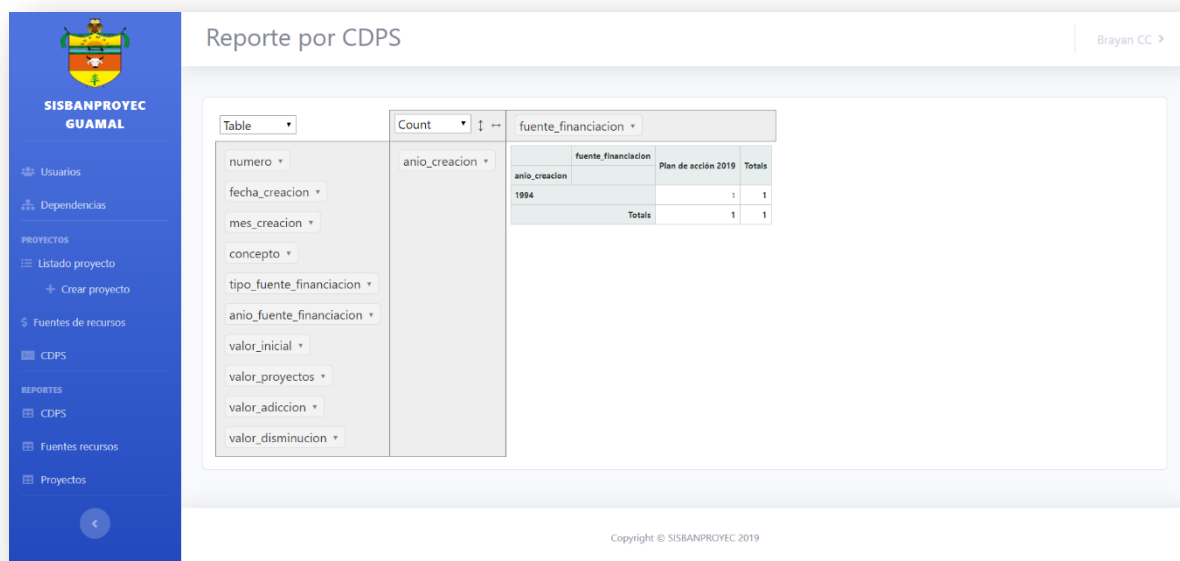 SISBANPROYEC
GUAMAL
Usuarios
Dependencias
PROYECTOS
Listado proyecto
Crear proyecto
Fuentes de recursos
CDPS
REPORTES
CDPS
Fuentes recursos
Proyectos
Reporte por CDPS
Brayan CC
Table
Count
fuente_financiacion
numero
fecha_creacion
mes_creacion
concepto
tipo_fuente_financiacion
anio_fuente_financiacion
valor_inicial
valor_proyectos
valor_adiccion
valor_disminucion
anio_creacion
fuente_financiacion Plan de acción 2019 Totals
anio_creacion
1994 1 1
Totals 1 1
Copyright © SISBANPROYEC 2019